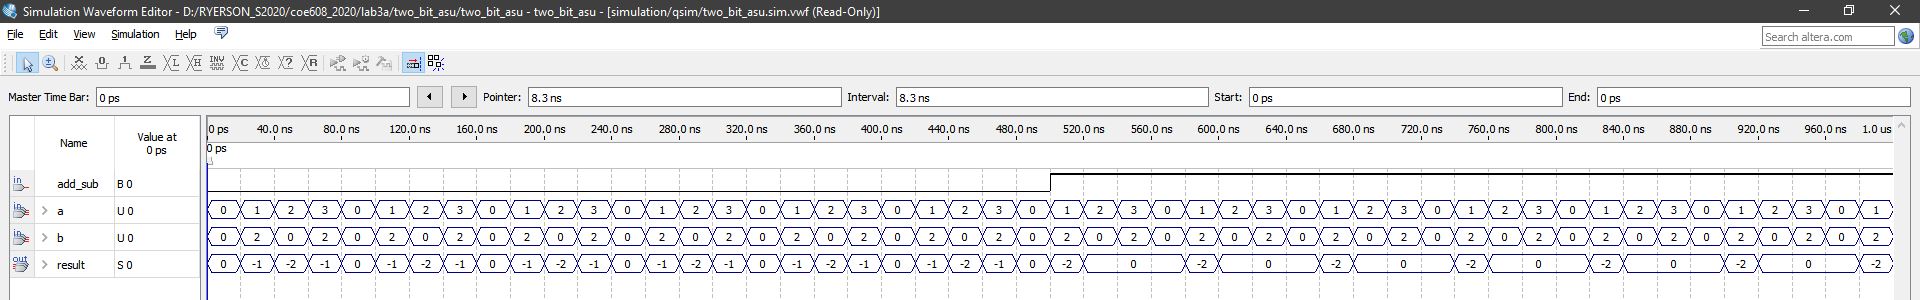 Simulation Waveform Editor - D:/RYERSON_S2020/coe608_2020/lab3a/two_bit_asu/two_bit_asu - two_bit_asu - [simulation/qsim/two_bit_asu.sim.vwf (Read-Only)]
File Edit View Simulation Help Search altera.com
Master Time Bar: 0 ps Pointer: 8.3 ns Interval: 8.3 ns Start: 0 ps End: 0 ps
Name Value at 0 ps 0 ps 40.0 ns 80.0 ns 120.0 ns 160.0 ns 200.0 ns 240.0 ns 280.0 ns 320.0 ns 360.0 ns 400.0 ns 440.0 ns 480.0 ns 520.0 ns 560.0 ns 600.0 ns 640.0 ns 680.0 ns 720.0 ns 760.0 ns 800.0 ns 840.0 ns 880.0 ns 920.0 ns 960.0 ns 1.0 us
0 ps
in add_sub B 0
in a U 0 0 1 2 3 0 1 2 3 0 1 2 3 0 1 2 3 0 1 2 3 0 1 2 3 0 1 2 3 0 1 2 3 0 1 2 3 0 1 2 3 0 1 2 3 0 1 2 3 0 1
in b U 0 0 2 0 2 0 2 0 2 0 2 0 2 0 2 0 2 0 2 0 2 0 2 0 2 0 2 0 2 0 2 0 2 0 2 0 2 0 2 0 2 0 2 0 2 0 2 0 2 0 2
out result S 0 0 -1 -2 -1 0 -1 -2 -1 0 -1 -2 -1 0 -1 -2 -1 0 -1 -2 -1 0 -1 -2 -1 0 -2 0 -2 0 -2 0 -2 0 -2 0 -2 0 -2